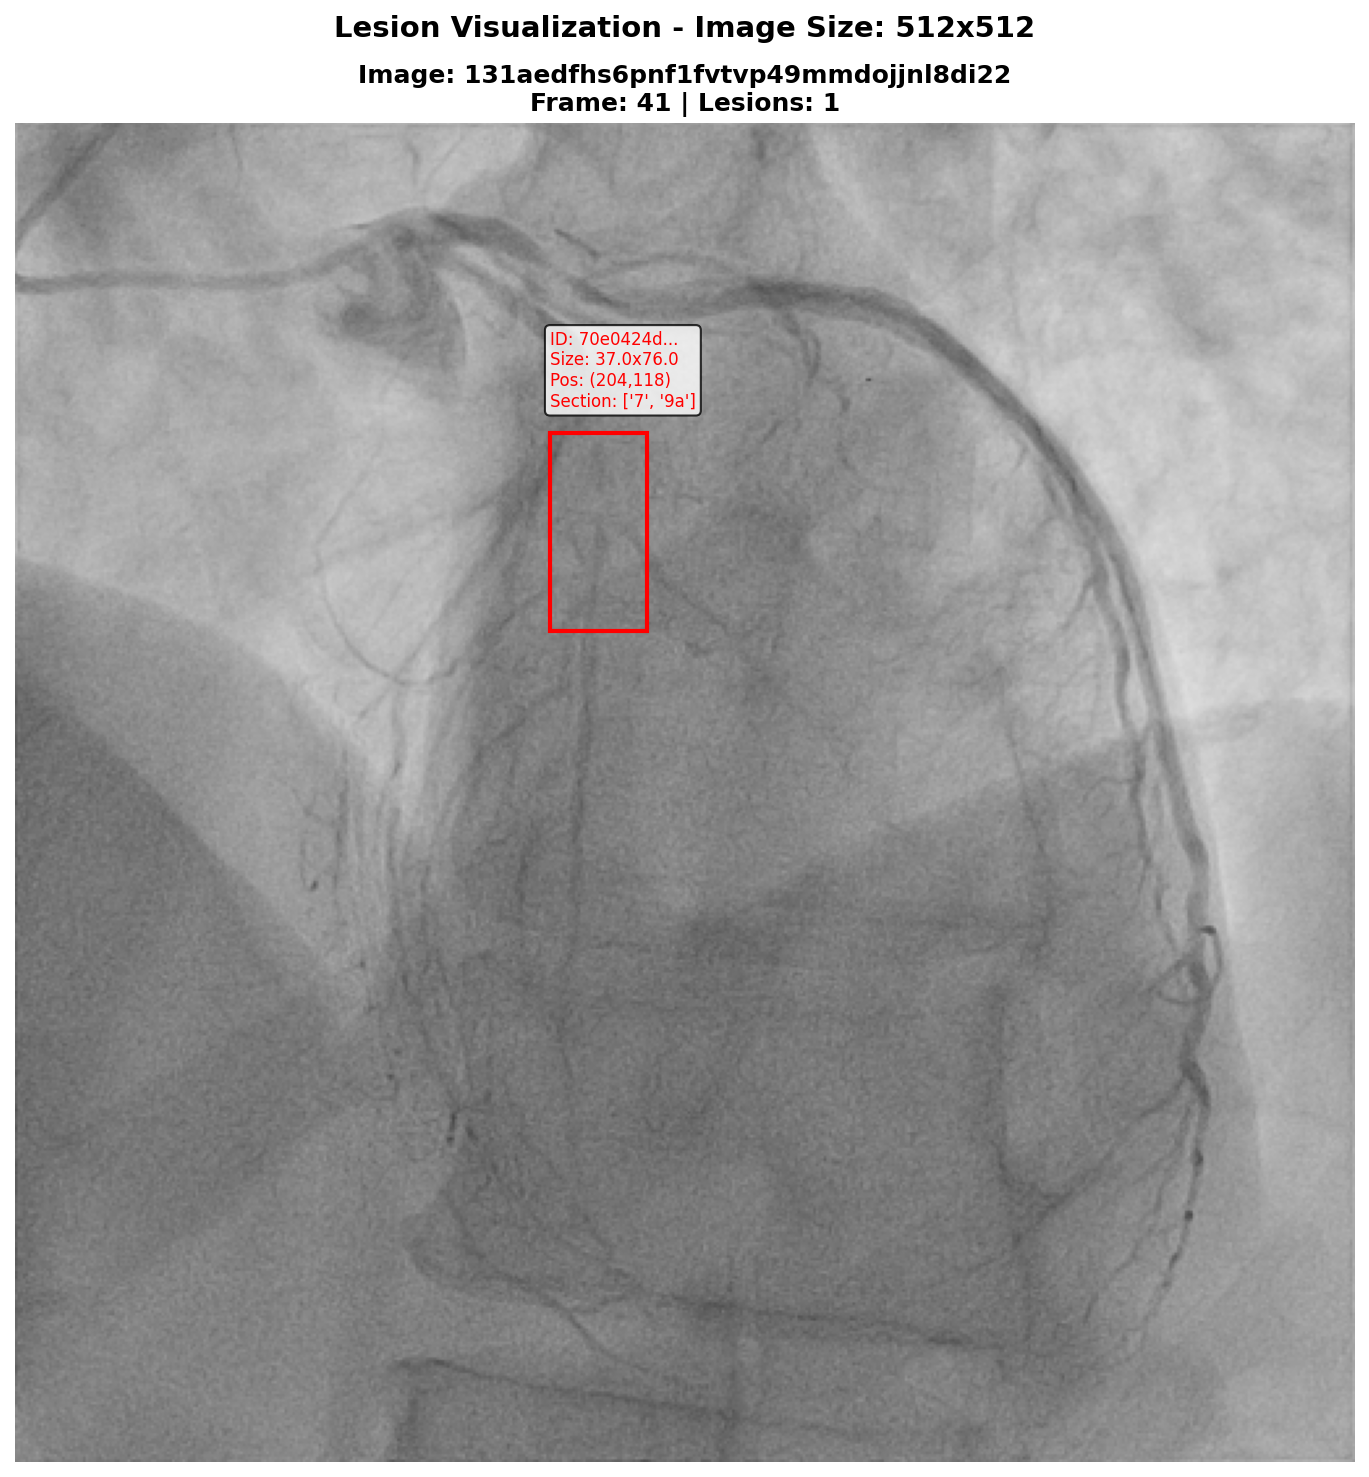 Lesion Visualization - Image Size: 512x512
Image: 131aedfhs6pnf1fvtvp49mmdojjnl8di22
Frame: 41 | Lesions: 1
ID: 70e0424d...
Size: 37.0x76.0
Pos: (204,118)
Section: ['7', '9a']